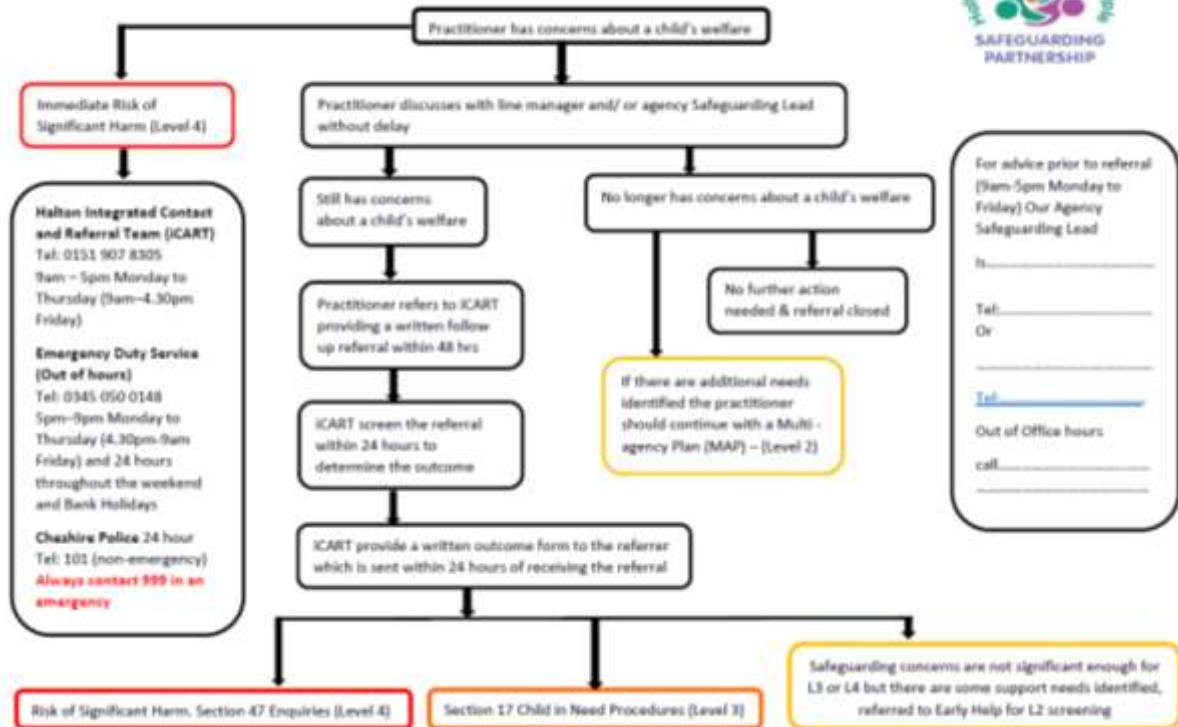 Practitioner has concerns about a child's welfare
SAFEGUARDING
PARTNERSHIP
Immediate Risk of
Significant Harm (Level 4)
Practitioner discusses with line manager and/ or agency Safeguarding Lead
without delay
Halton Integrated Contact
and Referral Team (iCART)
Tel: 0151 907 8305
9am – 5pm Monday to
Thursday (9am–4.30pm
Friday)
Emergency Duty Service
(Out of hours)
Tel: 0345 050 0148
5pm–9pm Monday to
Thursday (4.30pm-9am
Friday) and 24 hours
throughout the weekend
and Bank Holidays
Cheshire Police 24 hour
Tel: 101 (non-emergency)
Always contact 999 in an
emergency
Still has concerns
about a child's welfare
No longer has concerns about a child's welfare
Practitioner refers to iCART
providing a written follow
up referral within 48 hrs
No further action
needed & referral closed
If there are additional needs
identified the practitioner
should continue with a Multi -
agency Plan (MAP) – (Level 2)
iCART screen the referral
within 24 hours to
determine the outcome
iCART provide a written outcome form to the referrer
which is sent within 24 hours of receiving the referral
For advice prior to referral
(9am-5pm Monday to
Friday) Our Agency
Safeguarding Lead
Is
Tel:
Or
Tel:
Out of Office hours
call
Risk of Significant Harm. Section 47 Enquiries (Level 4)
Section 17 Child in Need Procedures (Level 3)
Safeguarding concerns are not significant enough for
L3 or L4 but there are some support needs identified,
referred to Early Help for L2 screening